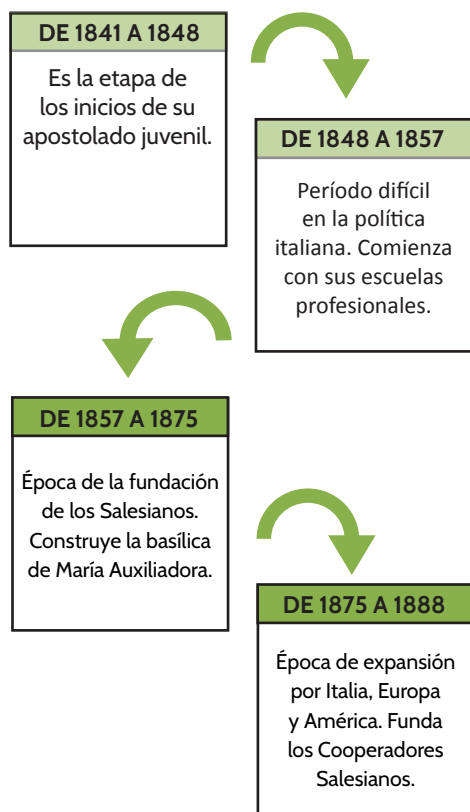 DE 1841 A 1848
Es la etapa de
los inicios de su
apostolado juvenil.
DE 1848 A 1857
Período difícil
en la política
italiana. Comienza
con sus escuelas
profesionales.
DE 1857 A 1875
Época de la fundación
de los Salesianos.
Construye la basílica
de María Auxiliadora.
DE 1875 A 1888
Época de expansión
por Italia, Europa
y América. Funda
los Cooperadores
Salesianos.